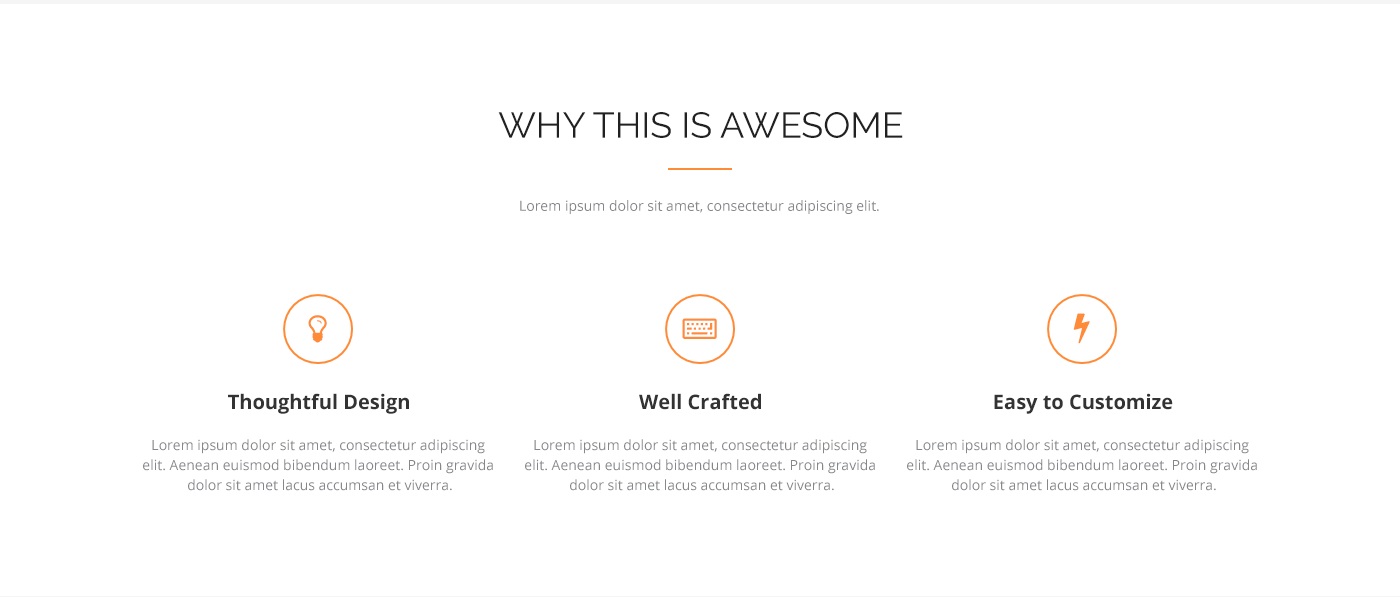 WHY THIS IS AWESOME
Lorem ipsum dolor sit amet, consectetur adipiscing elit.
Thoughtful Design
Lorem ipsum dolor sit amet, consectetur adipiscing
elit. Aenean euismod bibendum laoreet. Proin gravida
dolor sit amet lacus accumsan et viverra.
Well Crafted
Lorem ipsum dolor sit amet, consectetur adipiscing
elit. Aenean euismod bibendum laoreet. Proin gravida
dolor sit amet lacus accumsan et viverra.
Easy to Customize
Lorem ipsum dolor sit amet, consectetur adipiscing
elit. Aenean euismod bibendum laoreet. Proin gravida
dolor sit amet lacus accumsan et viverra.